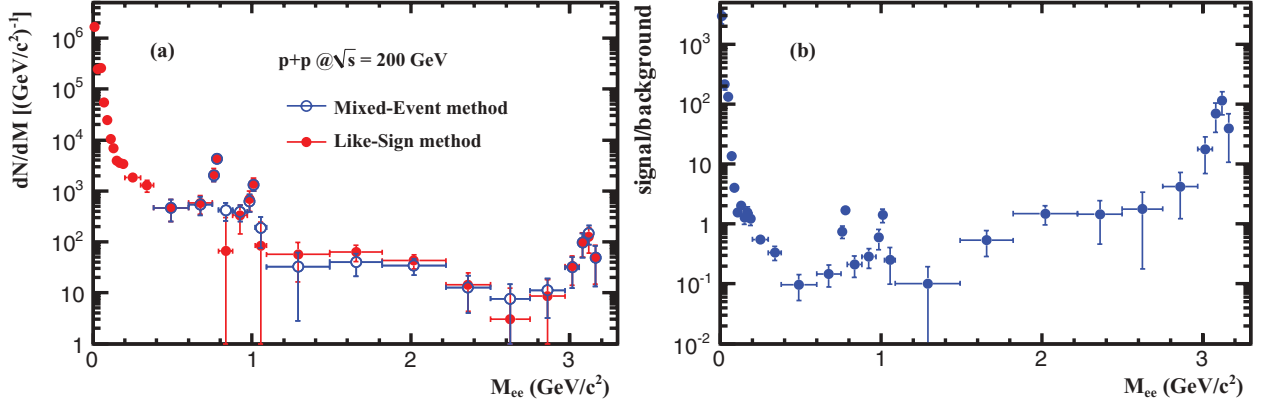 (a)
p+p @√s = 200 GeV
Mixed-Event method
Like-Sign method
dN/dM [(GeV/c²)⁻¹]
10⁶
10⁵
10⁴
10³
10²
10
1
0 1 2 3
M_ee (GeV/c²)
(b)
signal/background
10³
10²
10
1
10⁻¹
10⁻²
0 1 2 3
M_ee (GeV/c²)